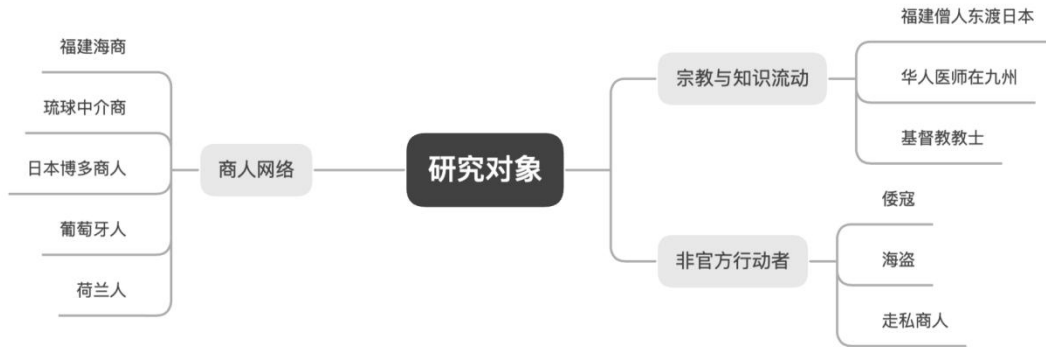 研究对象
商人网络
福建海商
琉球中介商
日本博多商人
葡萄牙人
荷兰人
宗教与知识流动
福建僧人东渡日本
华人医师在九州
基督教教士
非官方行动者
倭寇
海盗
走私商人